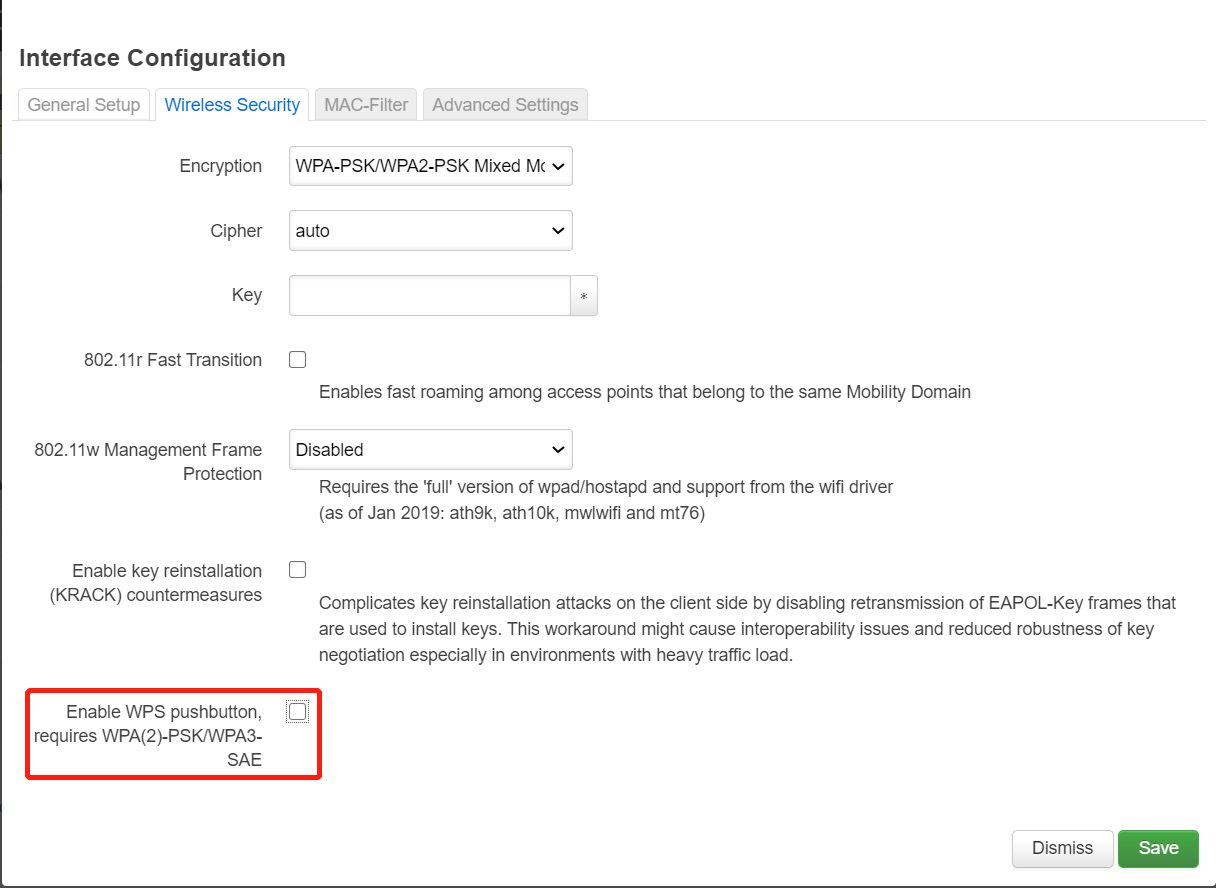 Interface Configuration
General Setup
Wireless Security
MAC-Filter
Advanced Settings
Encryption
WPA-PSK/WPA2-PSK Mixed Mo
Cipher
auto
Key
*
802.11r Fast Transition
Enables fast roaming among access points that belong to the same Mobility Domain
802.11w Management Frame
Protection
Disabled
Requires the 'full' version of wpad/hostapd and support from the wifi driver
(as of Jan 2019: ath9k, ath10k, mwlwifi and mt76)
Enable key reinstallation
(KRACK) countermeasures
Complicates key reinstallation attacks on the client side by disabling retransmission of EAPOL-Key frames that
are used to install keys. This workaround might cause interoperability issues and reduced robustness of key
negotiation especially in environments with heavy traffic load.
Enable WPS pushbutton,
requires WPA(2)-PSK/WPA3-
SAE
Dismiss
Save